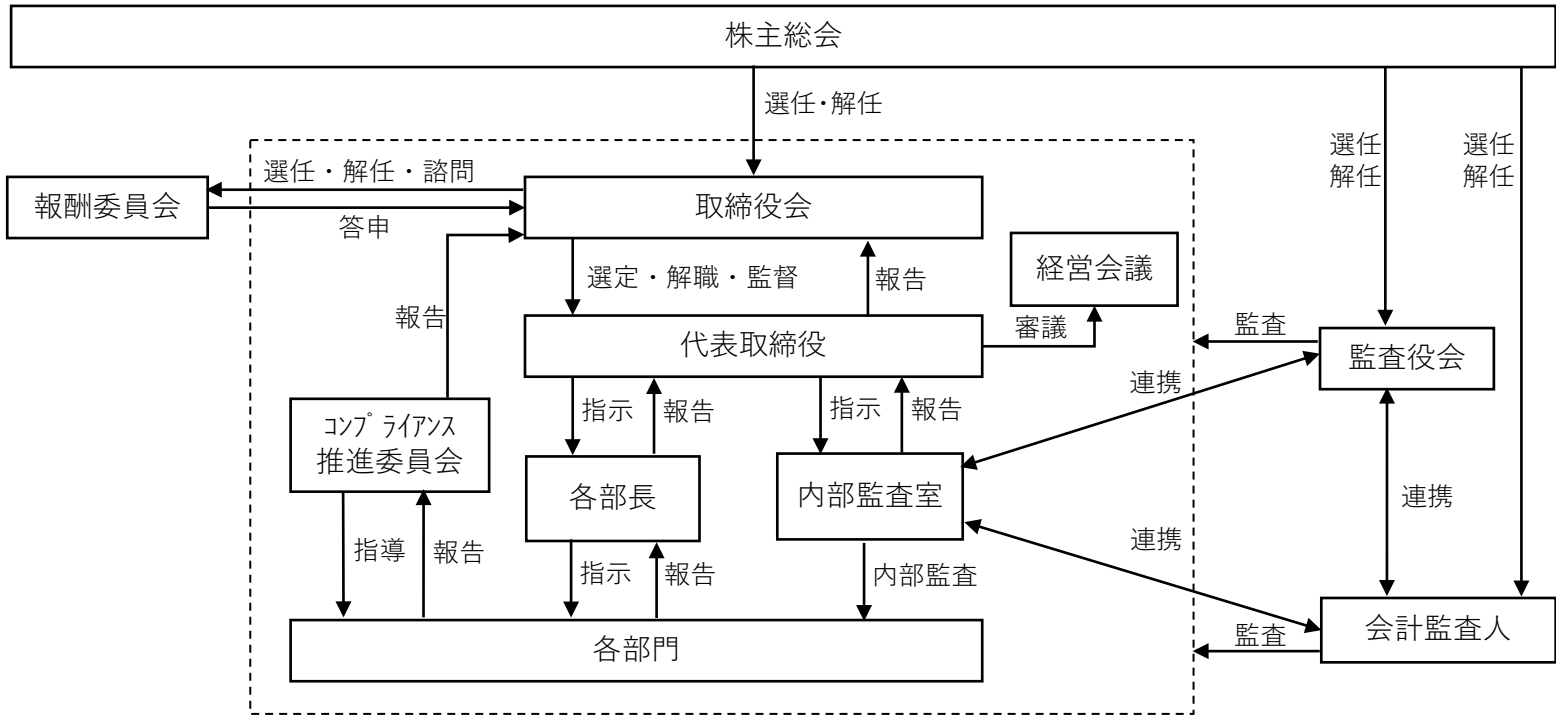 株主総会
選任・解任
選任
解任
選任
解任
選任・解任・諮問
報酬委員会
取締役会
答申
選定・解職・監督
報告
経営会議
報告
代表取締役
審議
監査
監査役会
連携
指示
報告
指示
報告
コンプライアンス
推進委員会
各部長
内部監査室
連携
指導
報告
指示
報告
内部監査
連携
各部門
監査
会計監査人